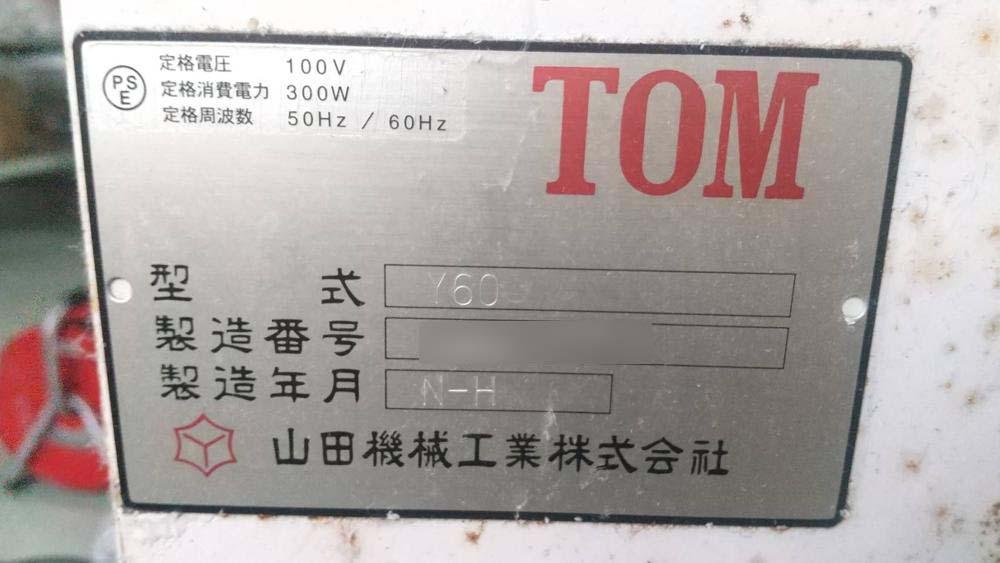 PSE
定格電圧 100V
定格消費電力 300W
定格周波数 50Hz / 60Hz
TOM
型式 Y60
製造番号
製造年月 N-H
山田機械工業株式会社